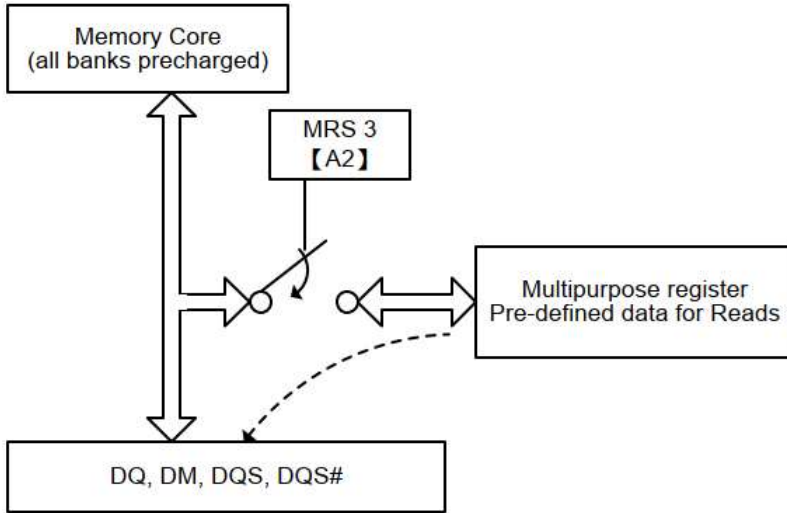 Memory Core
(all banks precharged)
MRS 3
【A2】
Multipurpose register
Pre-defined data for Reads
DQ, DM, DQS, DQS#